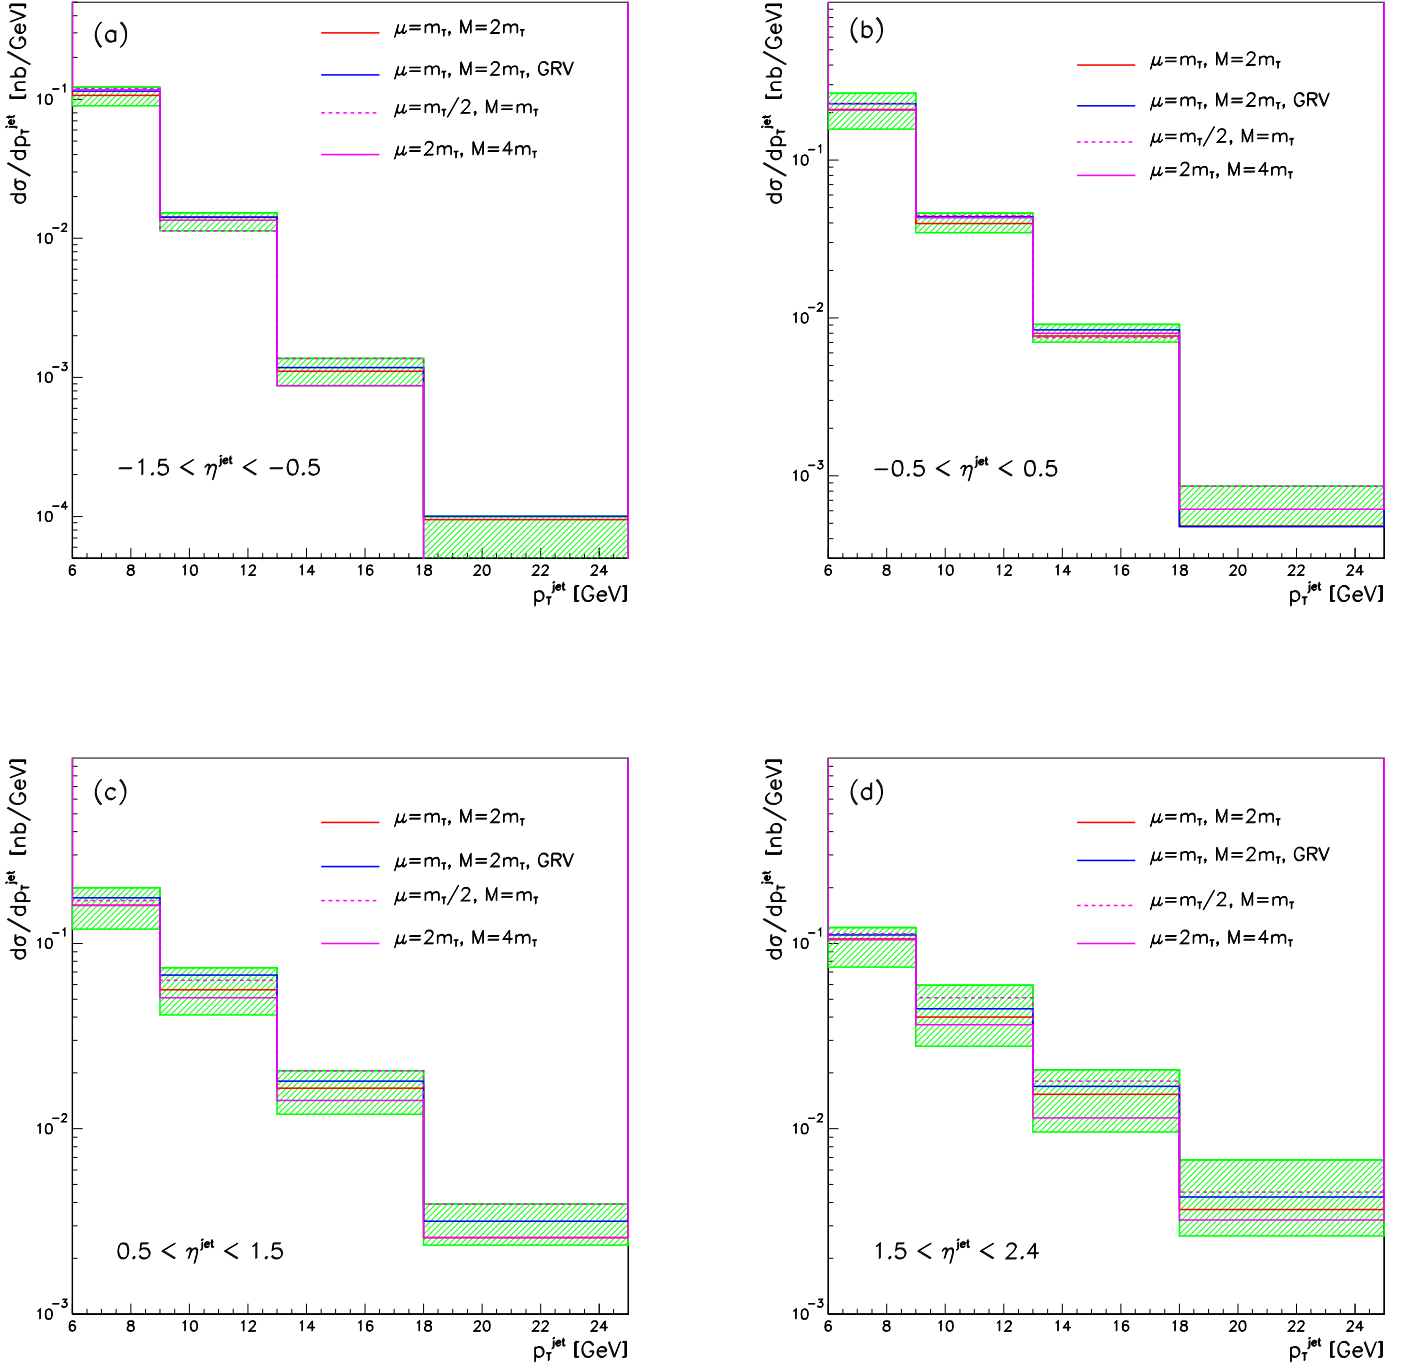 (a)
dσ/dp_T^jet [nb/GeV]
μ=m_T, M=2m_T
μ=m_T, M=2m_T, GRV
μ=m_T/2, M=m_T
μ=2m_T, M=4m_T
10^-1
10^-2
10^-3
10^-4
-1.5 < η^jet < -0.5
6 8 10 12 14 16 18 20 22 24
p_T^jet [GeV]
(b)
dσ/dp_T^jet [nb/GeV]
μ=m_T, M=2m_T
μ=m_T, M=2m_T, GRV
μ=m_T/2, M=m_T
μ=2m_T, M=4m_T
10^-1
10^-2
10^-3
-0.5 < η^jet < 0.5
6 8 10 12 14 16 18 20 22 24
p_T^jet [GeV]
(c)
dσ/dp_T^jet [nb/GeV]
μ=m_T, M=2m_T
μ=m_T, M=2m_T, GRV
μ=m_T/2, M=m_T
μ=2m_T, M=4m_T
10^-1
10^-2
10^-3
0.5 < η^jet < 1.5
6 8 10 12 14 16 18 20 22 24
p_T^jet [GeV]
(d)
dσ/dp_T^jet [nb/GeV]
μ=m_T, M=2m_T
μ=m_T, M=2m_T, GRV
μ=m_T/2, M=m_T
μ=2m_T, M=4m_T
10^-1
10^-2
10^-3
1.5 < η^jet < 2.4
6 8 10 12 14 16 18 20 22 24
p_T^jet [GeV]